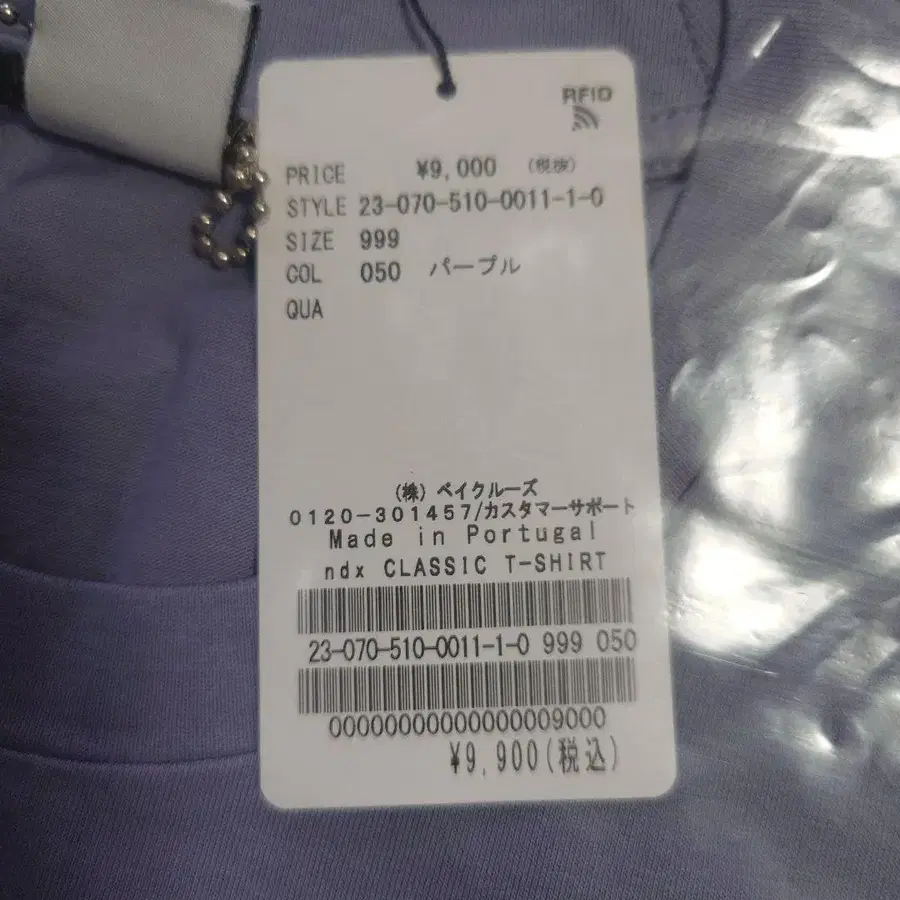 RFID
PRICE ¥9,000 (税抜)
STYLE 23-070-510-0011-1-0
SIZE 999
COL 050 パープル
QUA
(株) ベイクルーズ
0120-301457/カスタマーサポート
Made in Portugal
ndx CLASSIC T-SHIRT
23-070-510-0011-1-0 999 050
00000000000000009000
¥9,900(税込)